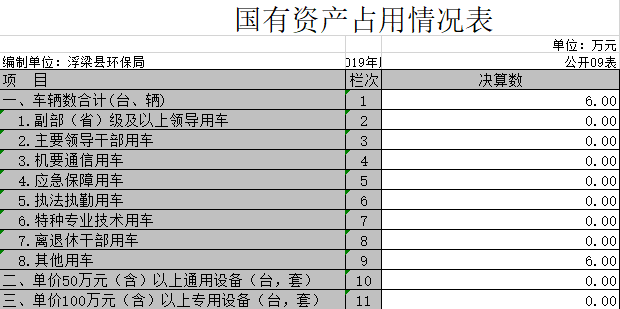 国有资产占用情况表
单位：万元
编制单位：浮梁县环保局 019年 公开09表
项 目 栏次 决算数
一、车辆数合计(台、辆) 1 6.00
1.副部（省）级及以上领导用车 2 0.00
2.主要领导干部用车 3 0.00
3.机要通信用车 4 0.00
4.应急保障用车 5 0.00
5.执法执勤用车 6 0.00
6.特种专业技术用车 7 0.00
7.离退休干部用车 8 0.00
8.其他用车 9 6.00
二、单价50万元（含）以上通用设备（台，套） 10 0.00
三、单价100万元（含）以上专用设备（台，套） 11 0.00